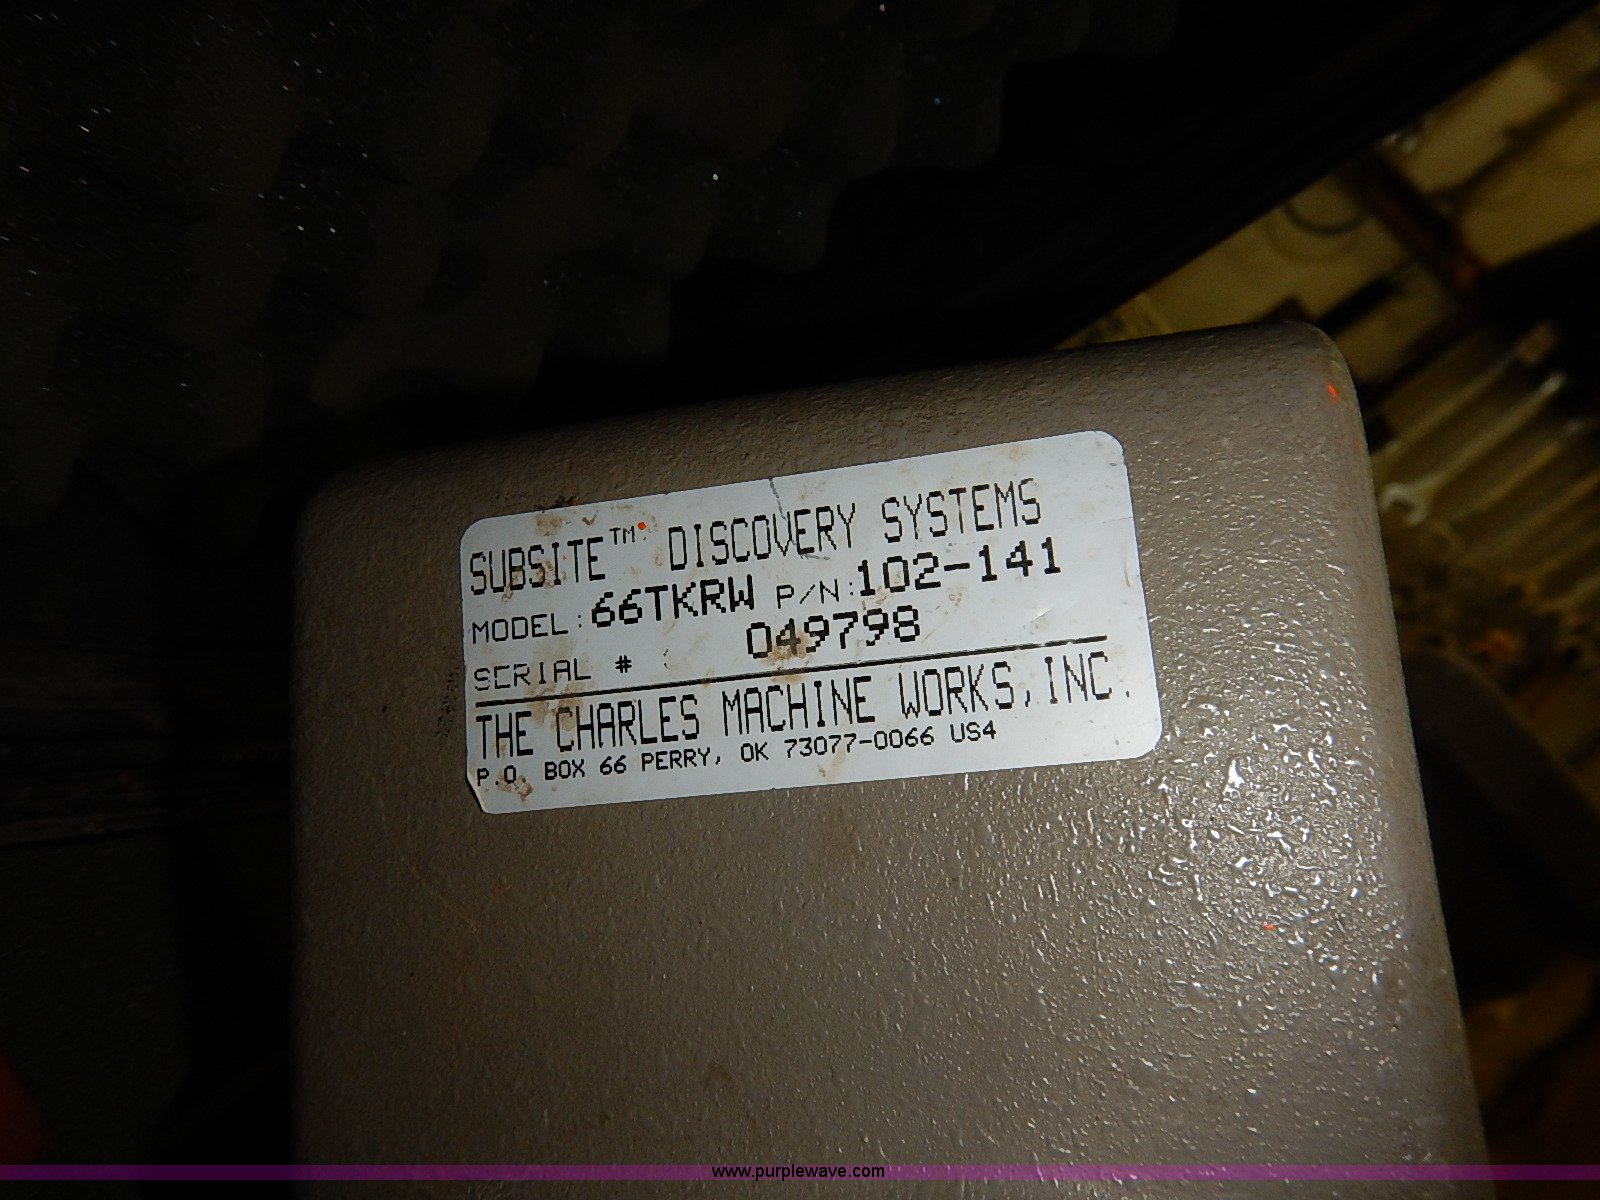 SUBSITE™ DISCOVERY SYSTEMS
MODEL: 66TKRW P/N: 102-141
SERIAL # 049798
THE CHARLES MACHINE WORKS, INC.
P.O. BOX 66 PERRY, OK 73077-0066 US4
www.purplewave.com